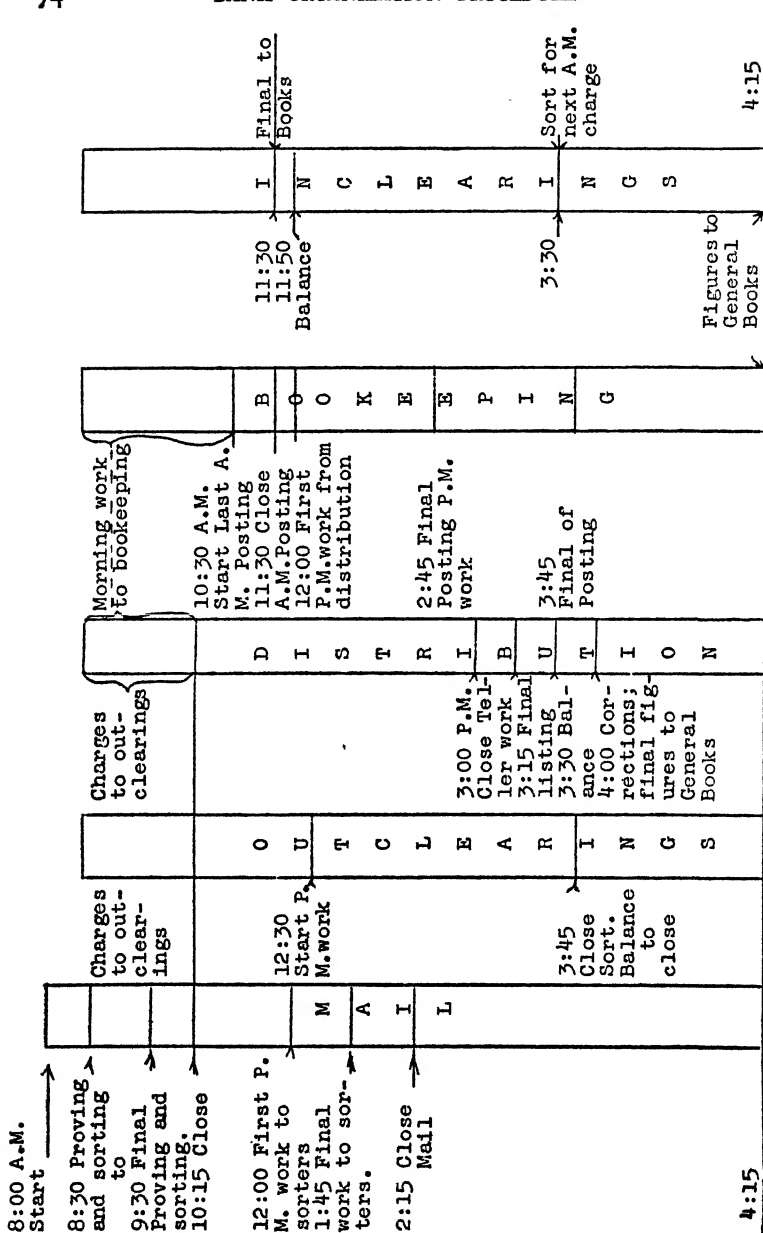 8:00 A.M.
Start
8:30 Proving
and sorting
to
9:30 Final
Proving and
sorting.
10:15 Close
12:00 First P.
M. work to
sorters
1:45 Final
work to sor-
ters.
2:15 Close
Mail
4:15
MAIL
Charges
to out-
clear-
ings
12:30
Start P.
M.work
3:45
Close
Sort.
Balance
to
close
OUTCLEARINGS
Charges
to out-
clearings
3:00 P.M.
Close Tel-
ler work
3:15 Final
listing
3:30 Bal-
ance
4:00 Cor-
rections;
final fig-
ures to
General
Books
DISTRIBUTION
Morning work
to bookeeping
10:30 A.M.
Start Last A.
M. Posting
11:30 Close
A.M.Posting
12:00 First
P.M.work from
distribution
2:45 Final
Posting P.M.
work
3:45
Final of
Posting
BOOKEEPING
11:30
11:50
Balance
3:30
Figures to
General
Books
INCLEARINGS
Final to
Books
Sort for
next A.M.
charge
4:15